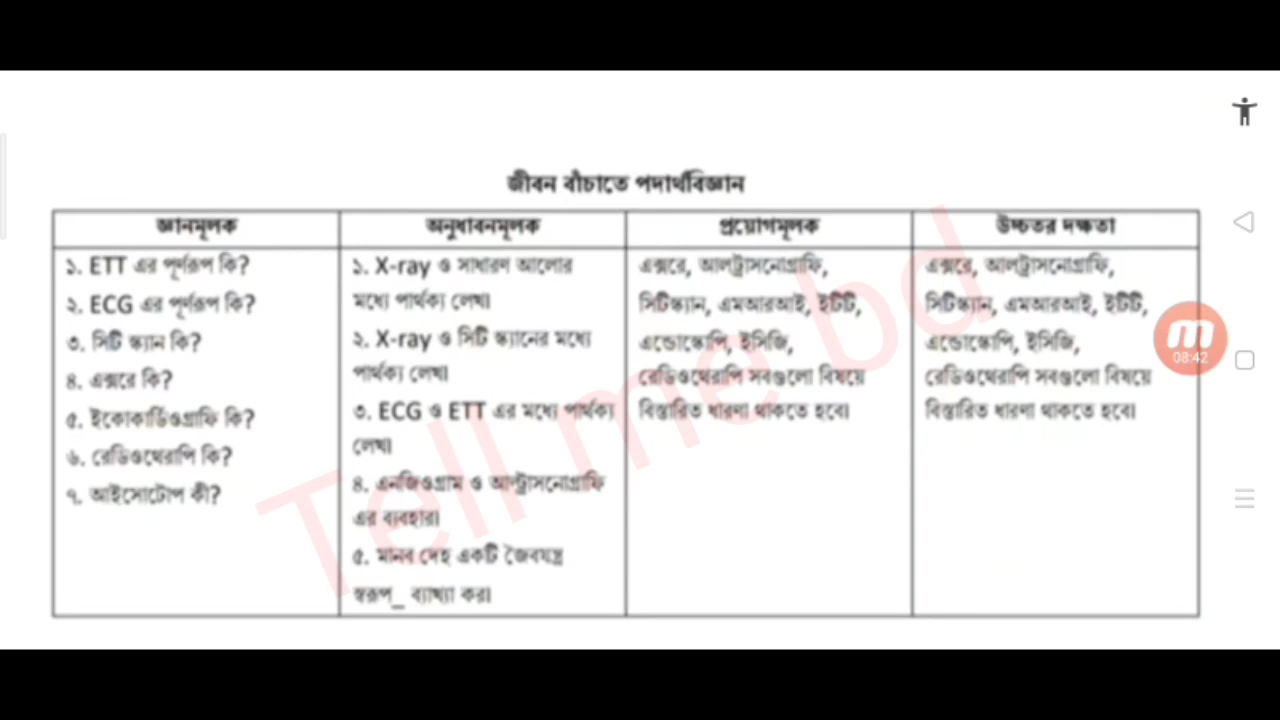 জীবন বাঁচাতে পদার্থবিজ্ঞান
জ্ঞানমূলক
১. ETT এর পূর্ণরূপ কি?
২. ECG এর পূর্ণরূপ কি?
৩. সিটি স্ক্যান কি?
৪. এক্সরে কি?
৫. ইকোকার্ডিওগ্রাফি কি?
৬. রেডিওথেরাপি কি?
৭. আইসোটোপ কী?
অনুধাবনমূলক
১. X-ray ও সাধারণ আলোর
মধ্যে পার্থক্য লেখ।
২. X-ray ও সিটি স্ক্যানের মধ্যে
পার্থক্য লেখ।
৩. ECG ও ETT এর মধ্যে পার্থক্য
লেখ।
৪. এনজিওগ্রাম ও আল্ট্রাসনোগ্রাফি
এর ব্যবহার।
৫. মানব দেহ একটি জৈবযন্ত্র
স্বরূপ_ ব্যাখ্যা কর।
প্রয়োগমূলক
এক্সরে, আলট্রাসনোগ্রাফি,
সিটিস্ক্যান, এমআরআই, ইটিটি,
এন্ডোস্কোপি, ইসিজি,
রেডিওথেরাপি সবগুলো বিষয়ে
বিস্তারিত ধারণা থাকতে হবে।
উচ্চতর দক্ষতা
এক্সরে, আলট্রাসনোগ্রাফি,
সিটিস্ক্যান, এমআরআই, ইটিটি,
এন্ডোস্কোপি, ইসিজি,
রেডিওথেরাপি সবগুলো বিষয়ে
বিস্তারিত ধারণা থাকতে হবে।
Tell me bd
08:42